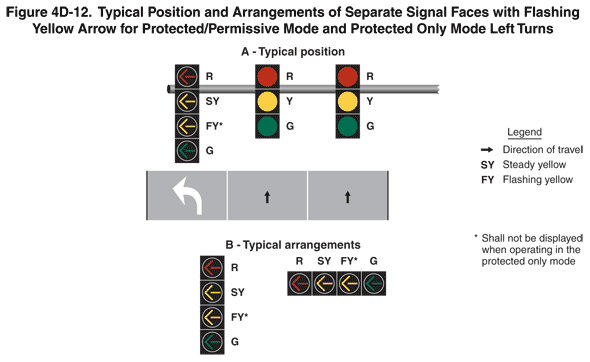 Figure 4D-12. Typical Position and Arrangements of Separate Signal Faces with Flashing
Yellow Arrow for Protected/Permissive Mode and Protected Only Mode Left Turns
A - Typical position
R R R
SY Y Y
FY* G G
G
Legend
Direction of travel
SY Steady yellow
FY Flashing yellow
* Shall not be displayed
when operating in the
protected only mode
B - Typical arrangements
R
SY
FY*
G
R SY FY* G